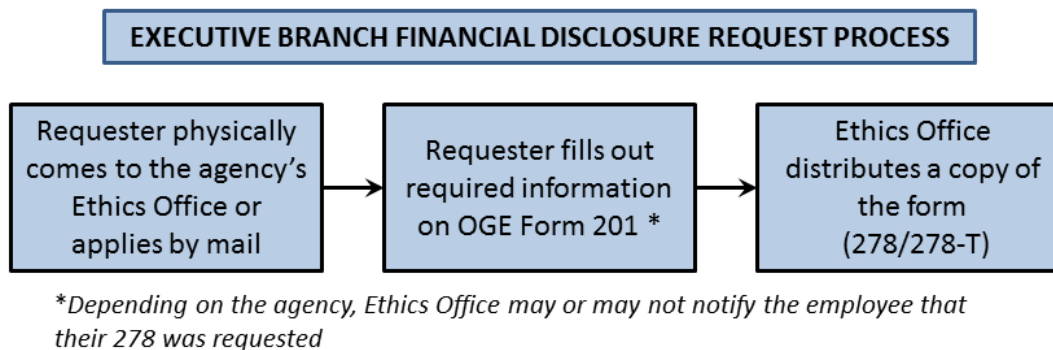 EXECUTIVE BRANCH FINANCIAL DISCLOSURE REQUEST PROCESS
Requester physically
comes to the agency’s
Ethics Office or
applies by mail
Requester fills out
required information
on OGE Form 201 *
Ethics Office
distributes a copy of
the form
(278/278-T)
*Depending on the agency, Ethics Office may or may not notify the employee that
their 278 was requested